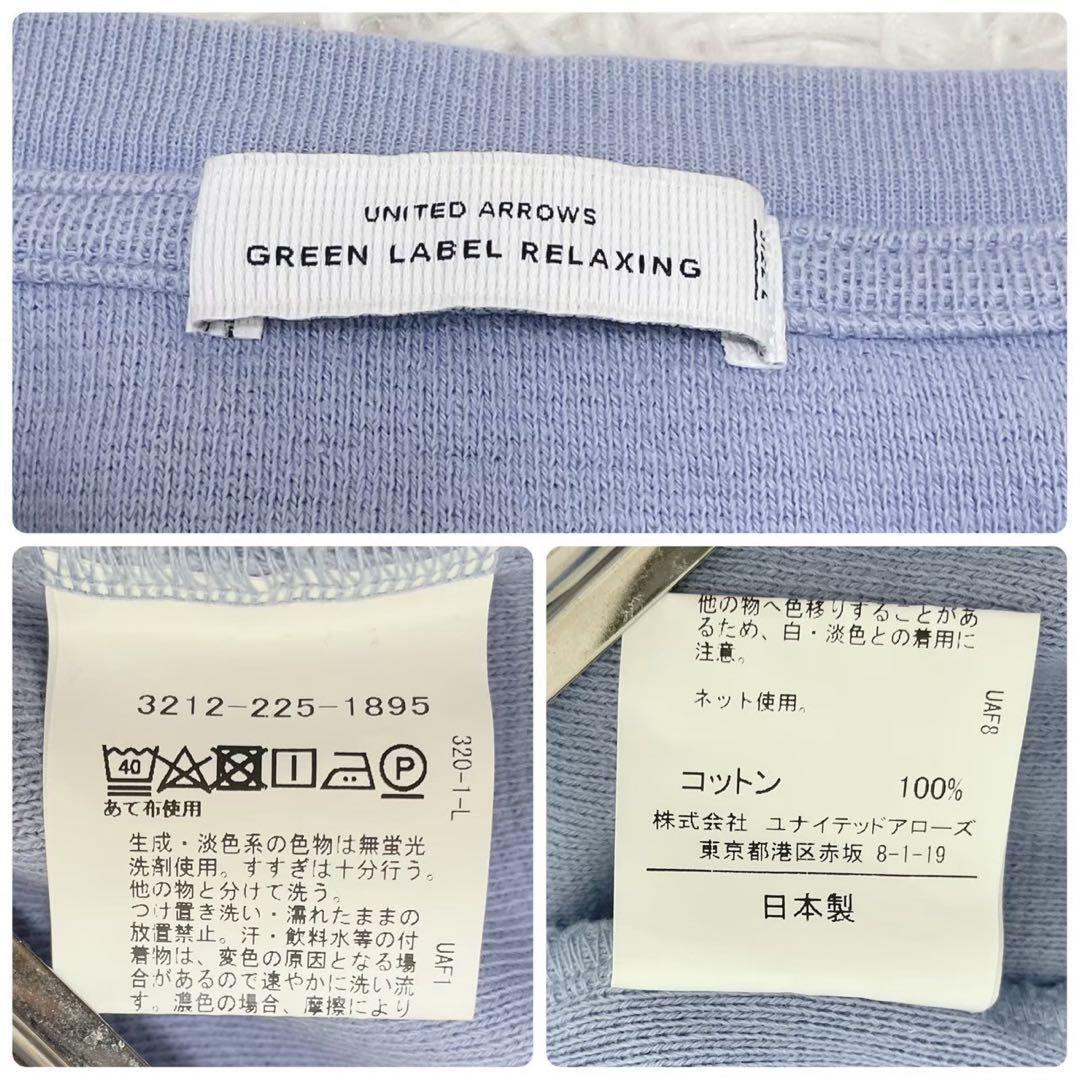 UNITED ARROWS
GREEN LABEL RELAXING
3212-225-1895
40
P
あて布使用
320-1-L
生成・淡色系の色物は無蛍光
洗剤使用。すすぎは十分行う。
他の物と分けて洗う。
つけ置き洗い・濡れたままの
放置禁止。汗・飲料水等の付
着物は、変色の原因となる場
合があるので速やかに洗い流
す。濃色の場合、摩擦により
UAF1
他の物へ色移りすることがあ
るため、白・淡色との着用に
注意。
ネット使用。
UAF8
コットン 100%
株式会社 ユナイテッドアローズ
東京都港区赤坂 8-1-19
日本製